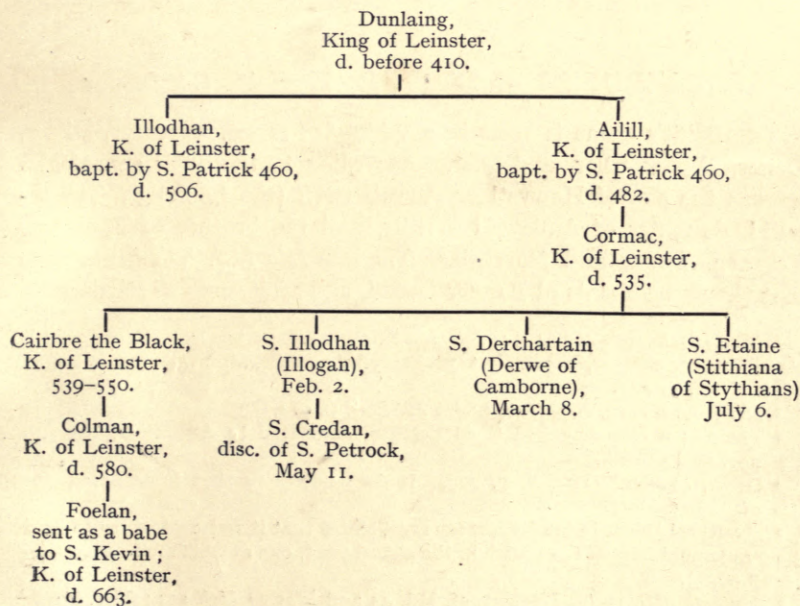 Dunlaing,
King of Leinster,
d. before 410.
Illodhan,
K. of Leinster,
bapt. by S. Patrick 460,
d. 506.
Ailill,
K. of Leinster,
bapt. by S. Patrick 460,
d. 482.
Cormac,
K. of Leinster,
d. 535.
Cairbre the Black,
K. of Leinster,
539–550.
Colman,
K. of Leinster,
d. 580.
Foelan,
sent as a babe
to S. Kevin ;
K. of Leinster,
d. 663.
S. Illodhan
(Illogan),
Feb. 2.
S. Credan,
disc. of S. Petrock,
May 11.
S. Derchartain
(Derwe of
Camborne),
March 8.
S. Etaine
(Stithiana
of Stythians)
July 6.